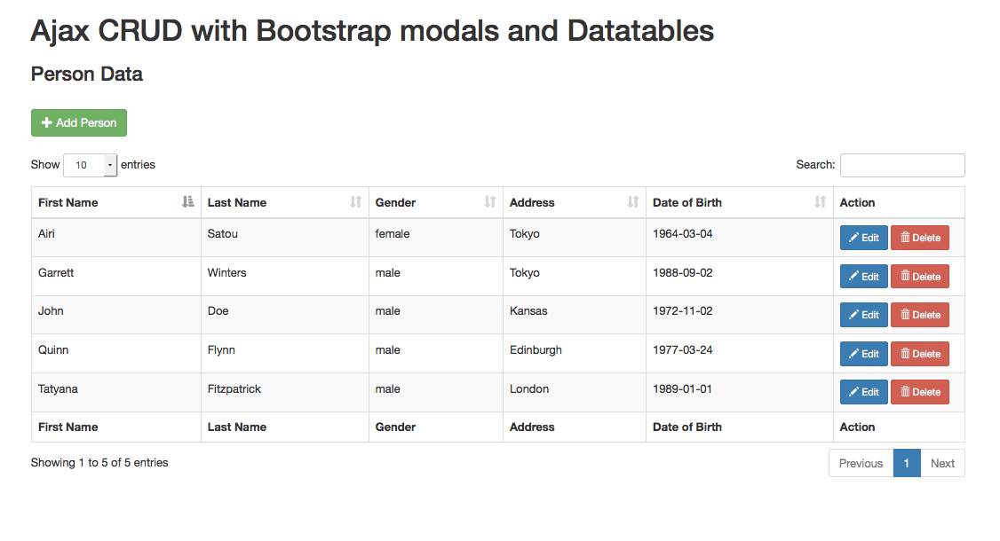 Ajax CRUD with Bootstrap modals and Datatables
Person Data
Add Person
Show 10 entries Search:
First Name Last Name Gender Address Date of Birth Action
Airi Satou female Tokyo 1964-03-04 Edit Delete
Garrett Winters male Tokyo 1988-09-02 Edit Delete
John Doe male Kansas 1972-11-02 Edit Delete
Quinn Flynn male Edinburgh 1977-03-24 Edit Delete
Tatyana Fitzpatrick male London 1989-01-01 Edit Delete
First Name Last Name Gender Address Date of Birth Action
Showing 1 to 5 of 5 entries Previous 1 Next